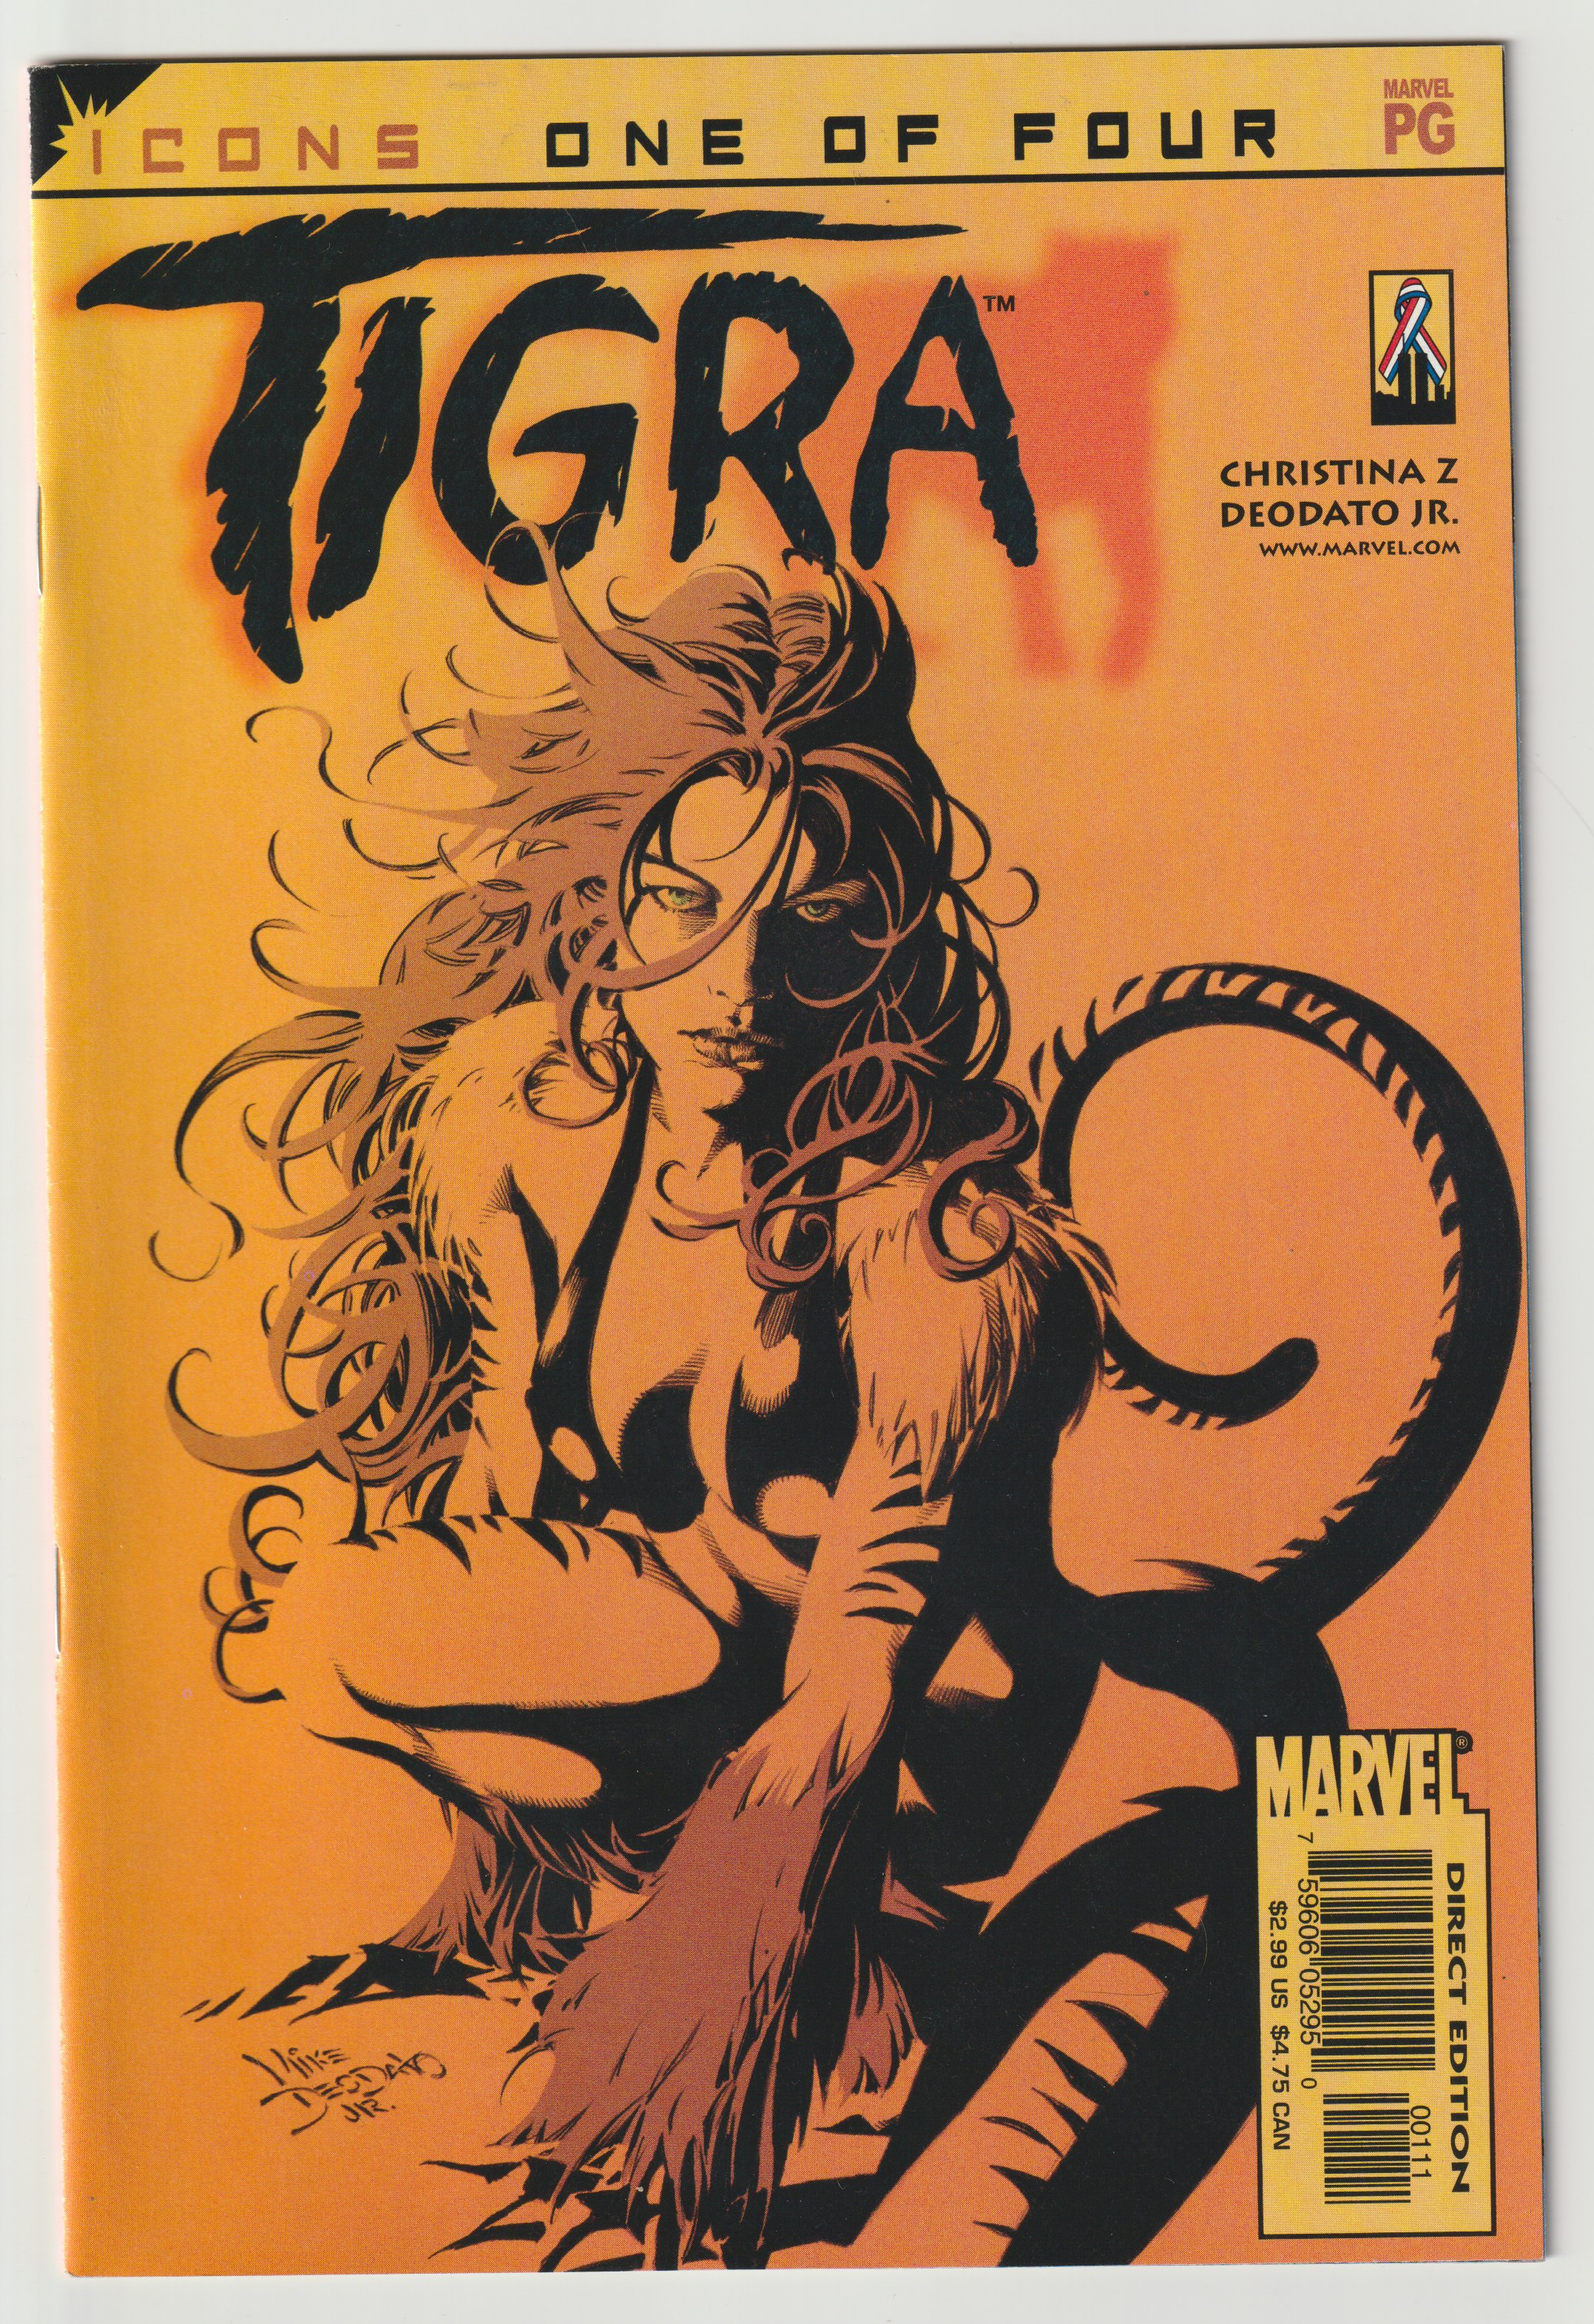 ICONS ONE OF FOUR
MARVEL
PG
TIGRA™
CHRISTINA Z
DEODATO JR.
WWW.MARVEL.COM
MIKE
DEODATO
JR.
MARVEL®
DIRECT EDITION
00111
7 59606 05295 0
$2.99 US $4.75 CAN